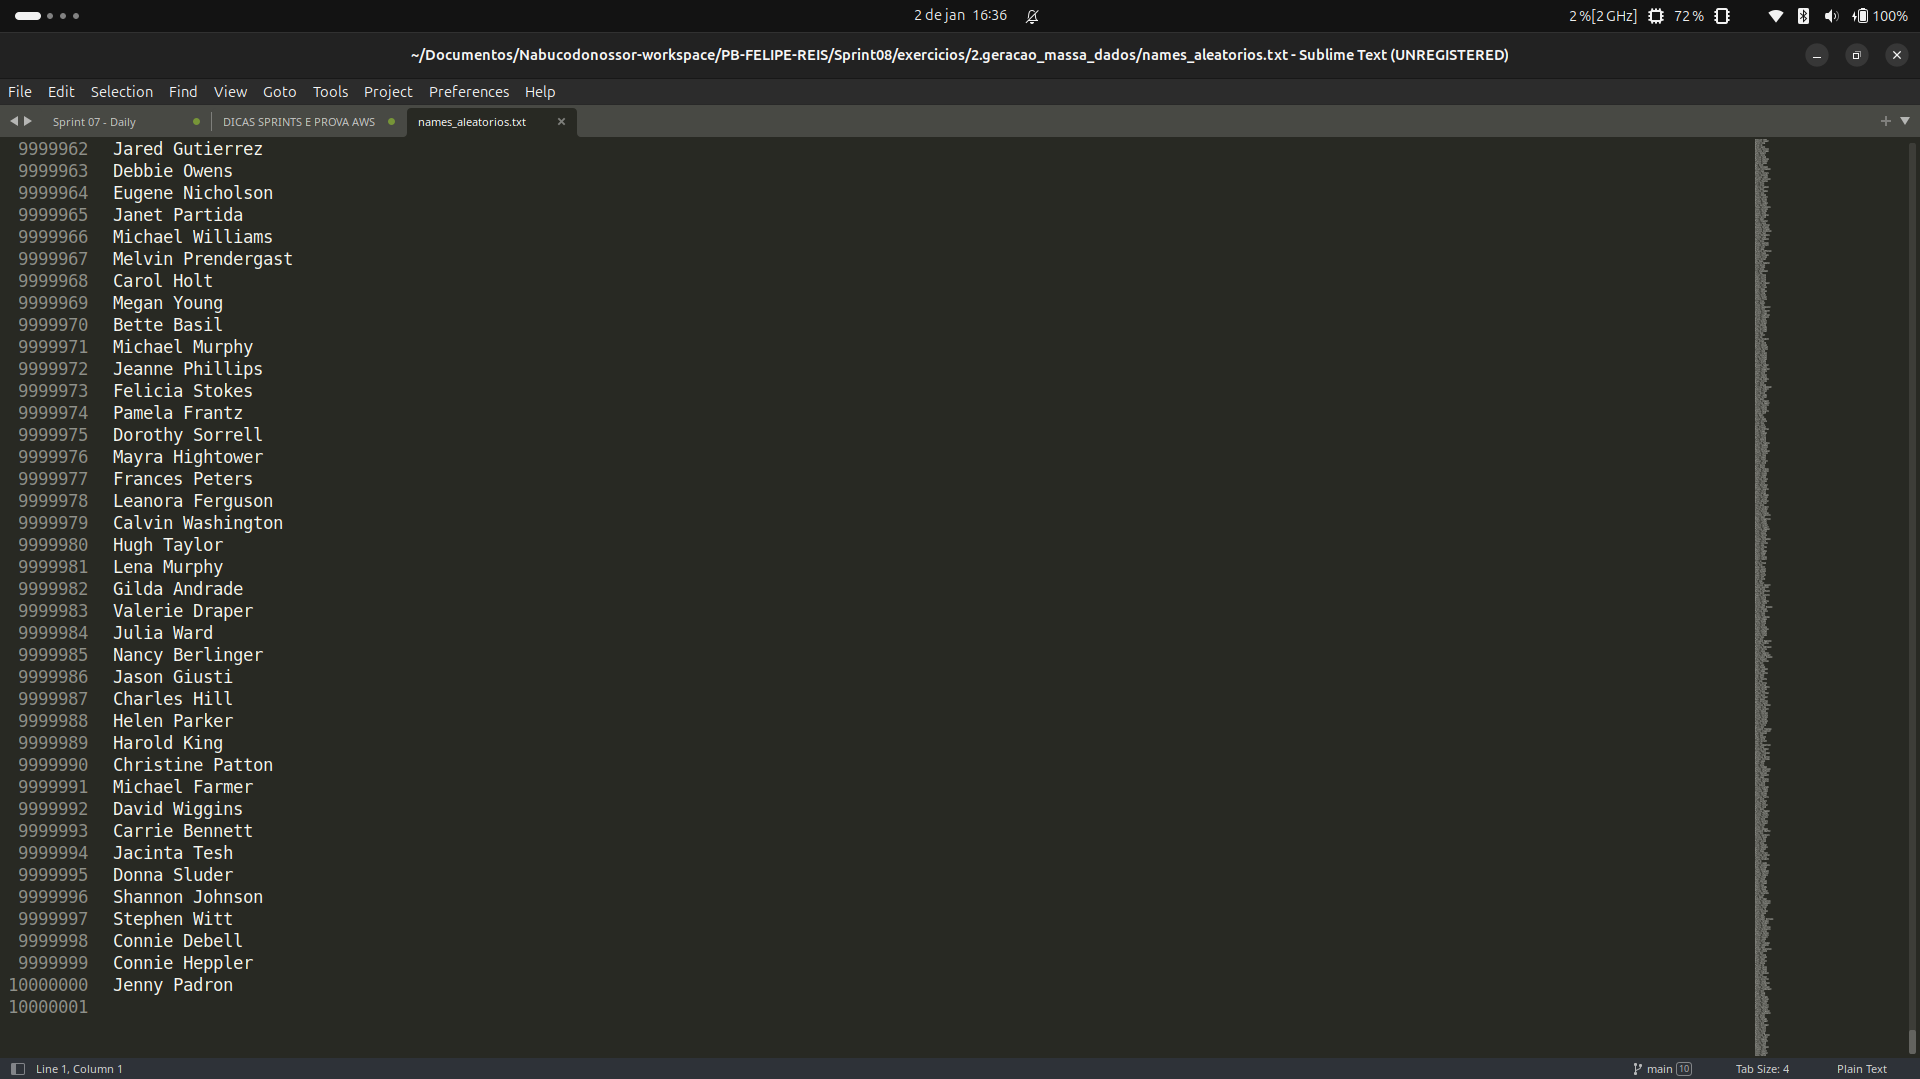 2 de jan 16:36
2 %[2 GHz] 72 % 100%
~/Documentos/Nabucodonossor-workspace/PB-FELIPE-REIS/Sprint08/exercicios/2.geracao_massa_dados/names_aleatorios.txt - Sublime Text (UNREGISTERED)
File Edit Selection Find View Goto Tools Project Preferences Help
Sprint 07 - Daily DICAS SPRINTS E PROVA AWS names_aleatorios.txt
9999962 Jared Gutierrez
9999963 Debbie Owens
9999964 Eugene Nicholson
9999965 Janet Partida
9999966 Michael Williams
9999967 Melvin Prendergast
9999968 Carol Holt
9999969 Megan Young
9999970 Bette Basil
9999971 Michael Murphy
9999972 Jeanne Phillips
9999973 Felicia Stokes
9999974 Pamela Frantz
9999975 Dorothy Sorrell
9999976 Mayra Hightower
9999977 Frances Peters
9999978 Leanora Ferguson
9999979 Calvin Washington
9999980 Hugh Taylor
9999981 Lena Murphy
9999982 Gilda Andrade
9999983 Valerie Draper
9999984 Julia Ward
9999985 Nancy Berlinger
9999986 Jason Giusti
9999987 Charles Hill
9999988 Helen Parker
9999989 Harold King
9999990 Christine Patton
9999991 Michael Farmer
9999992 David Wiggins
9999993 Carrie Bennett
9999994 Jacinta Tesh
9999995 Donna Sluder
9999996 Shannon Johnson
9999997 Stephen Witt
9999998 Connie Debell
9999999 Connie Heppler
10000000 Jenny Padron
10000001
Line 1, Column 1 main 10 Tab Size: 4 Plain Text